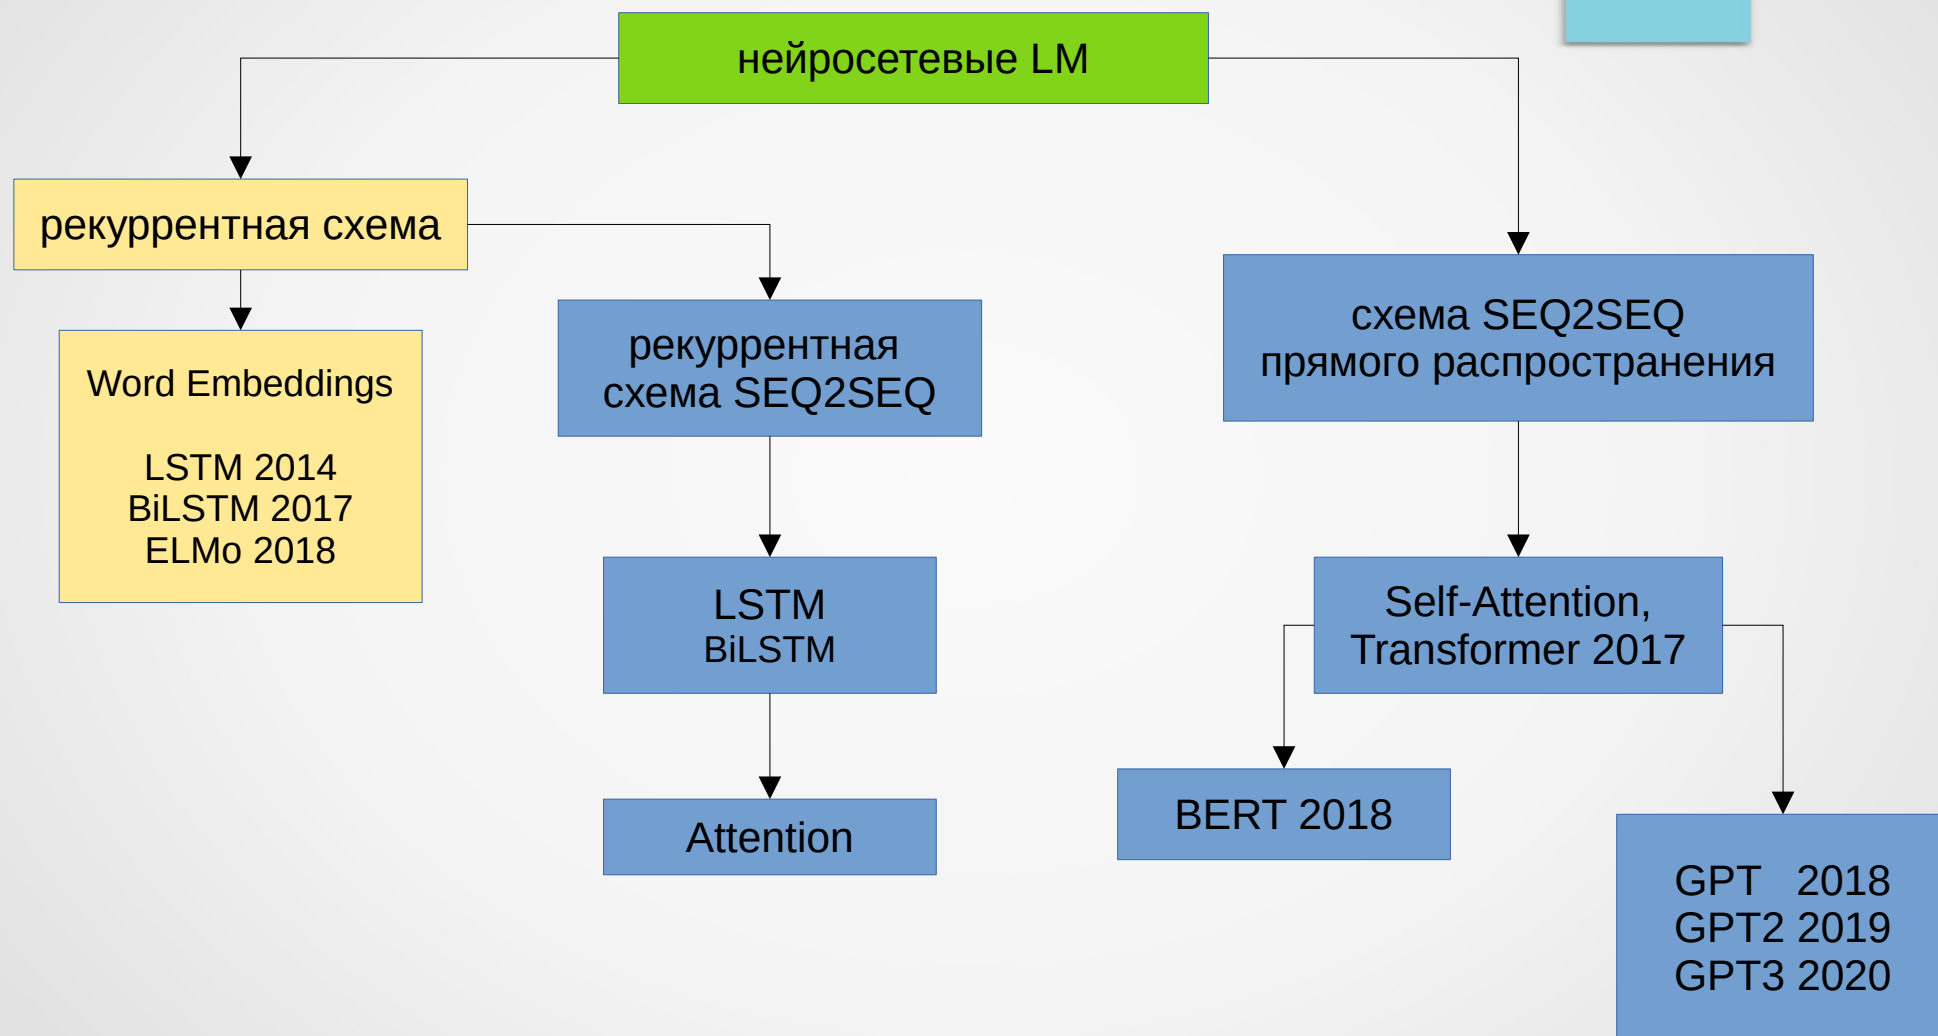 нейросетевые LM
рекуррентная схема
Word Embeddings
LSTM 2014
BiLSTM 2017
ELMo 2018
рекуррентная
схема SEQ2SEQ
LSTM
BiLSTM
Attention
схема SEQ2SEQ
прямого распространения
Self-Attention,
Transformer 2017
BERT 2018
GPT 2018
GPT2 2019
GPT3 2020